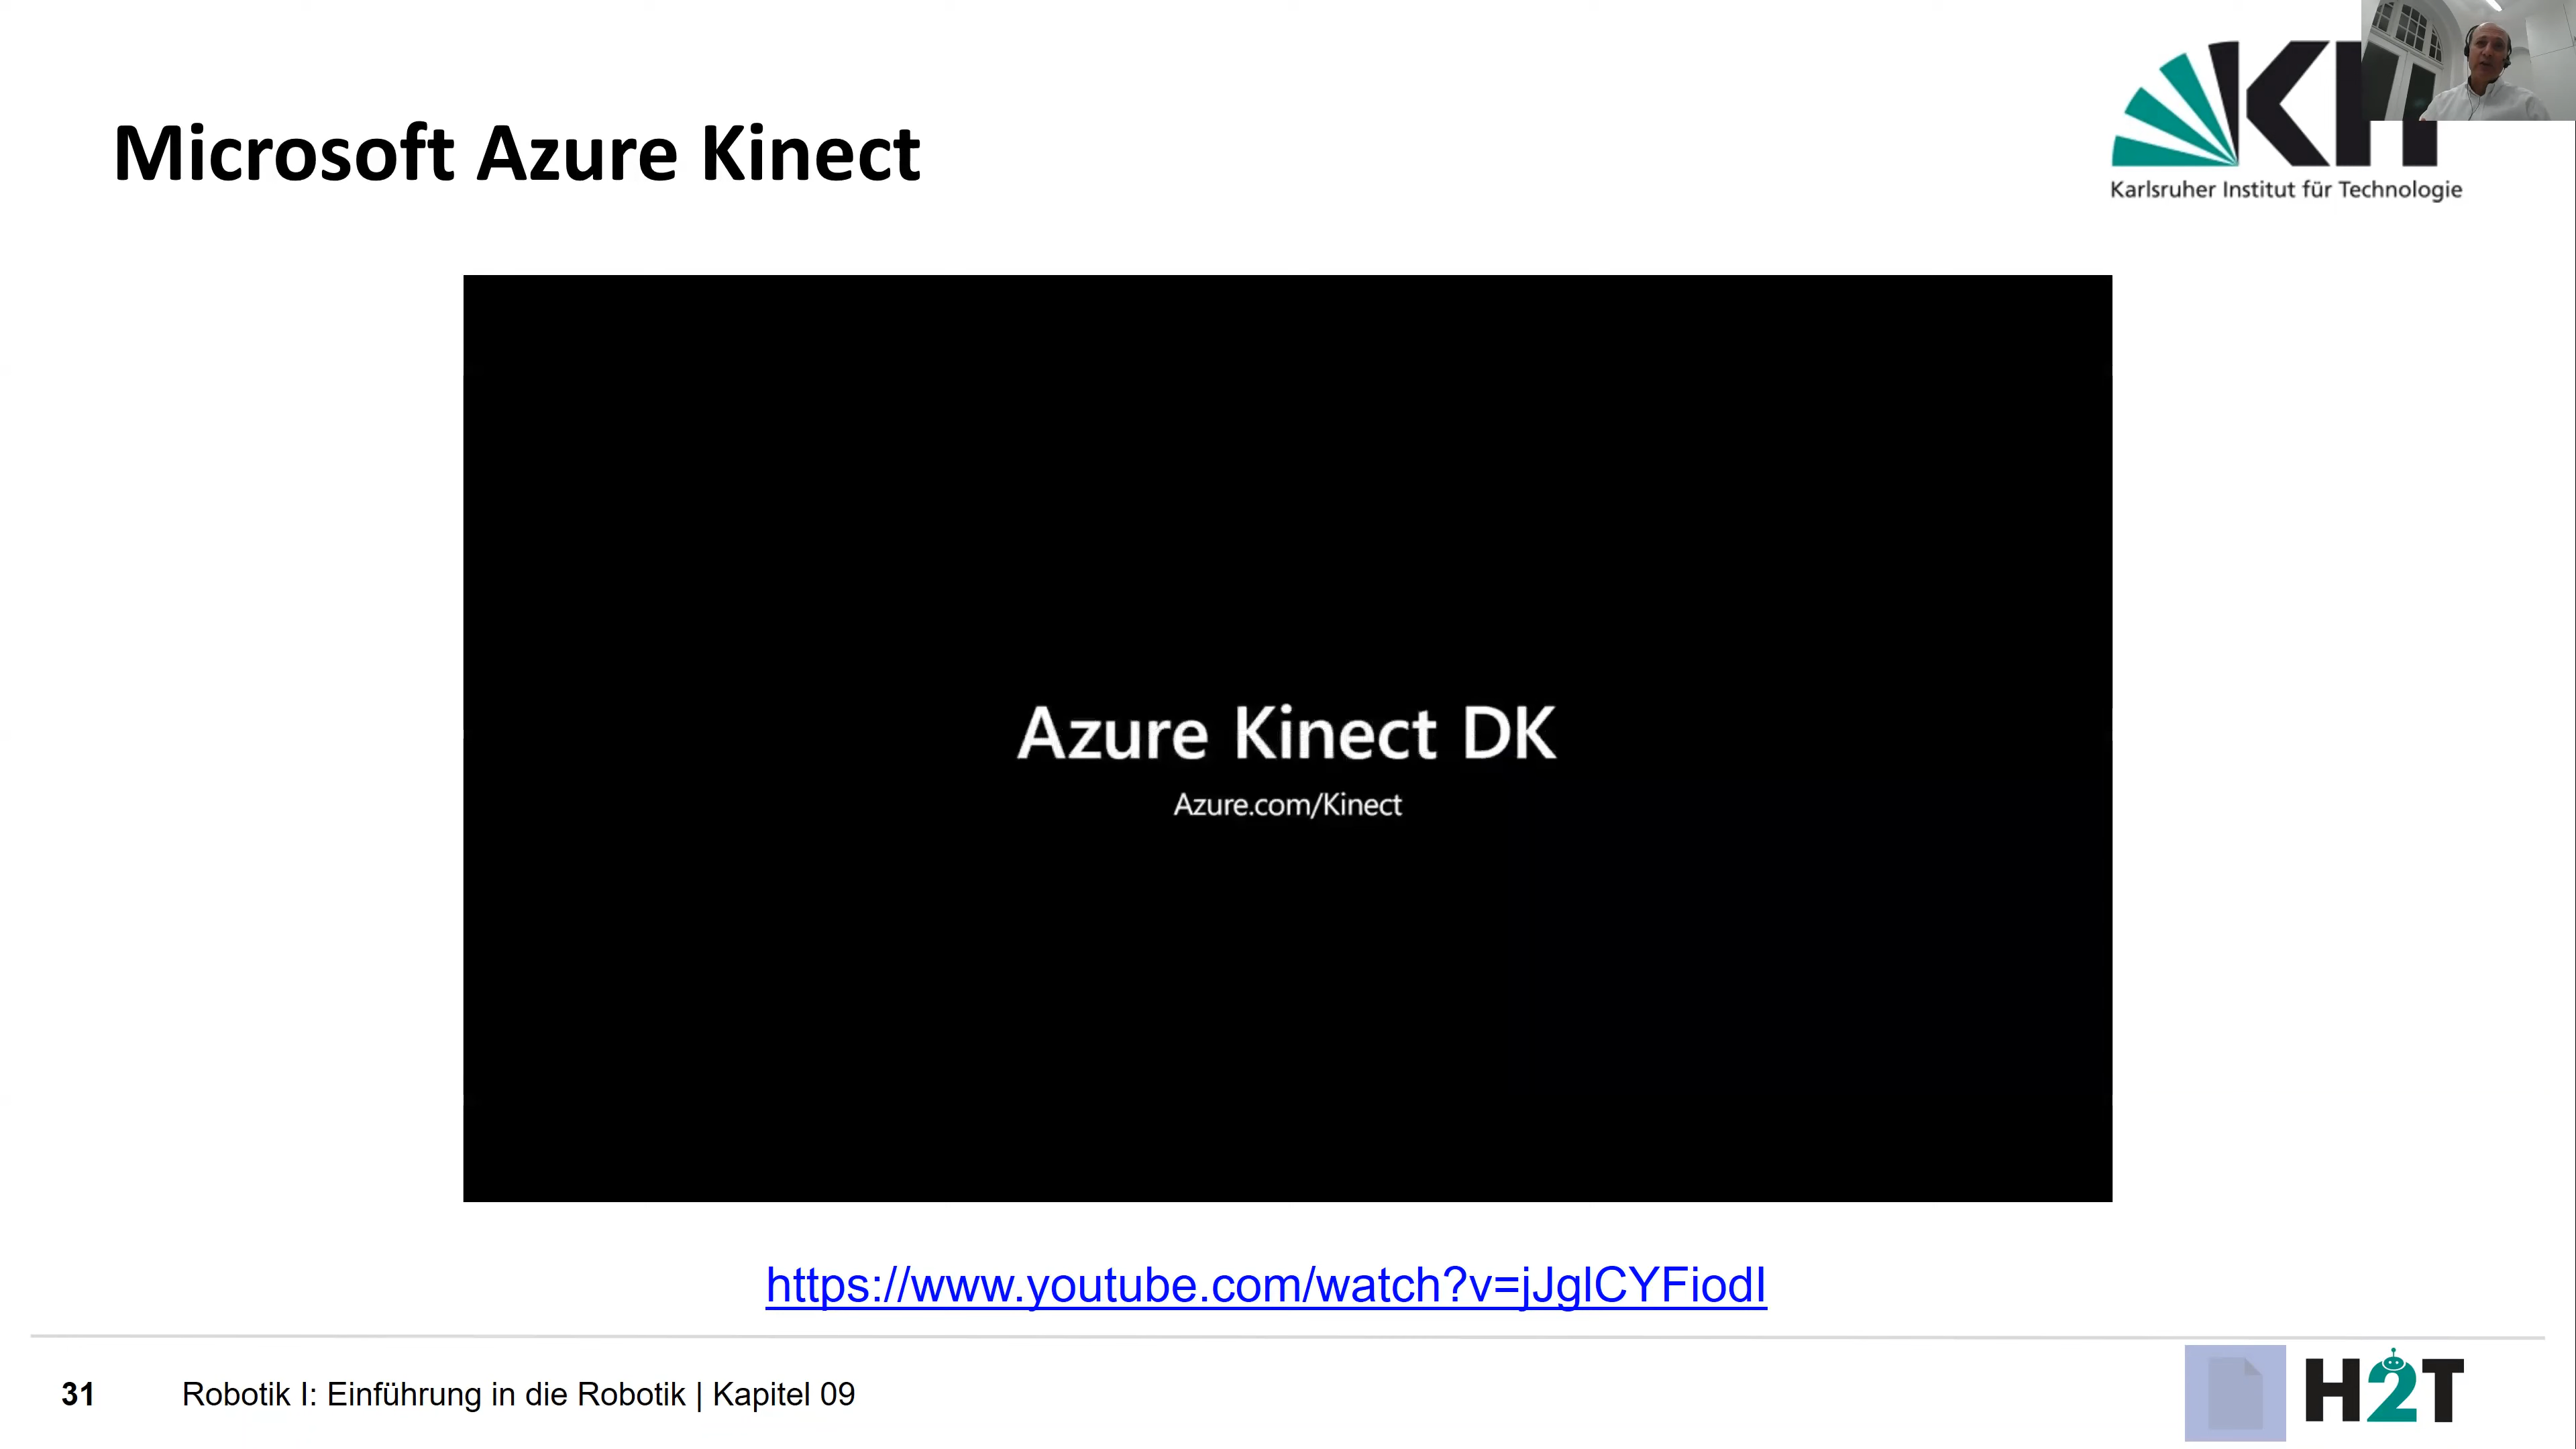 Microsoft Azure Kinect
Karlsruher Institut für Technologie
Azure Kinect DK
Azure.com/Kinect
https://www.youtube.com/watch?v=jJglCYFiodI
31
Robotik I: Einführung in die Robotik | Kapitel 09
H2T